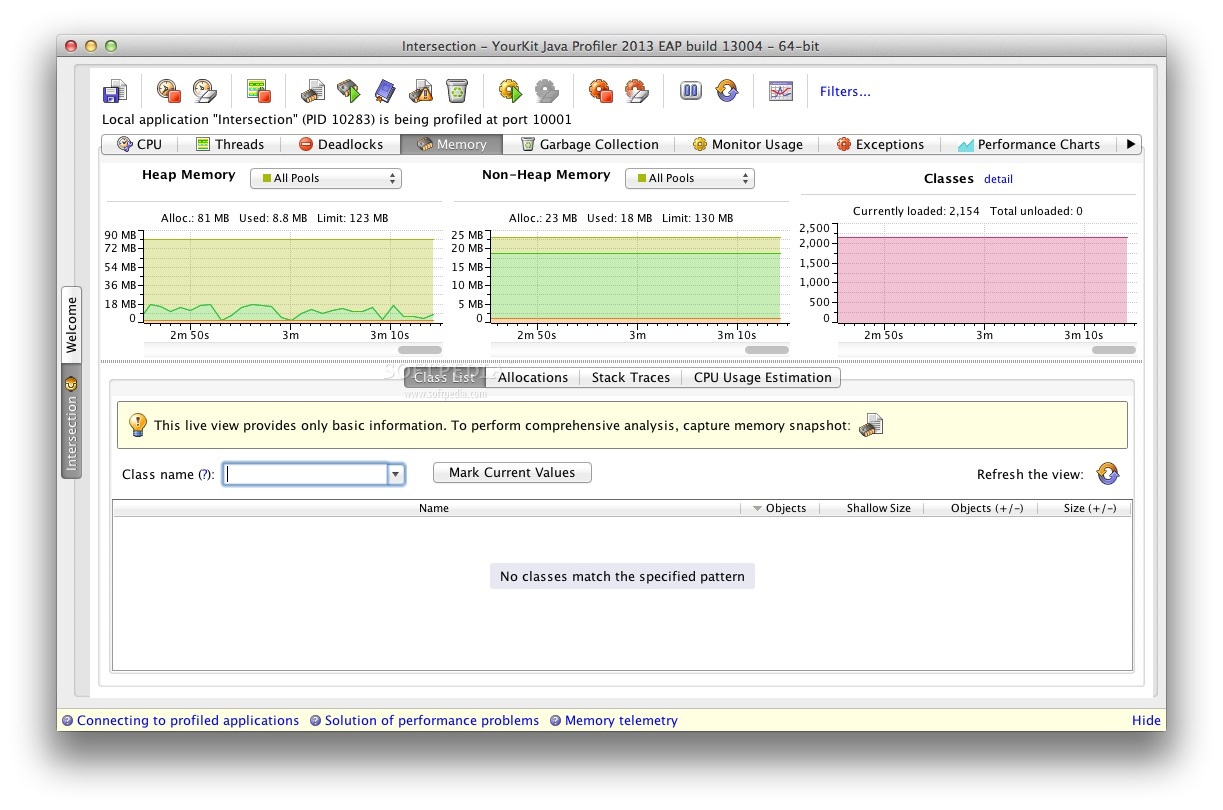 Intersection – YourKit Java Profiler 2013 EAP build 13004 – 64-bit
Filters...
Local application "Intersection" (PID 10283) is being profiled at port 10001
CPU Threads Deadlocks Memory Garbage Collection Monitor Usage Exceptions Performance Charts
Heap Memory All Pools
Alloc.: 81 MB Used: 8.8 MB Limit: 123 MB
90 MB
72 MB
54 MB
36 MB
18 MB
0
2m 50s 3m 3m 10s
Non-Heap Memory All Pools
Alloc.: 23 MB Used: 18 MB Limit: 130 MB
25 MB
20 MB
15 MB
10 MB
5 MB
0
2m 50s 3m 3m 10s
Classes detail
Currently loaded: 2,154 Total unloaded: 0
2,500
2,000
1,500
1,000
500
0
2m 50s 3m 3m 10s
Welcome
Intersection
SOFTPEDIA
www.softpedia.com
Class List Allocations Stack Traces CPU Usage Estimation
This live view provides only basic information. To perform comprehensive analysis, capture memory snapshot:
Class name (?): Mark Current Values Refresh the view:
Name Objects Shallow Size Objects (+/-) Size (+/-)
No classes match the specified pattern
Connecting to profiled applications Solution of performance problems Memory telemetry Hide